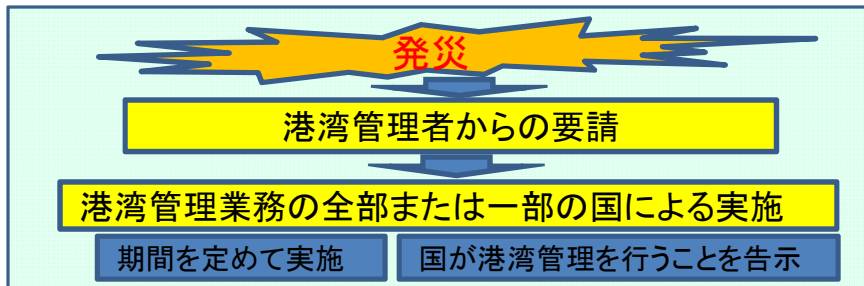 発災
港湾管理者からの要請
港湾管理業務の全部または一部の国による実施
期間を定めて実施
国が港湾管理を行うことを告示